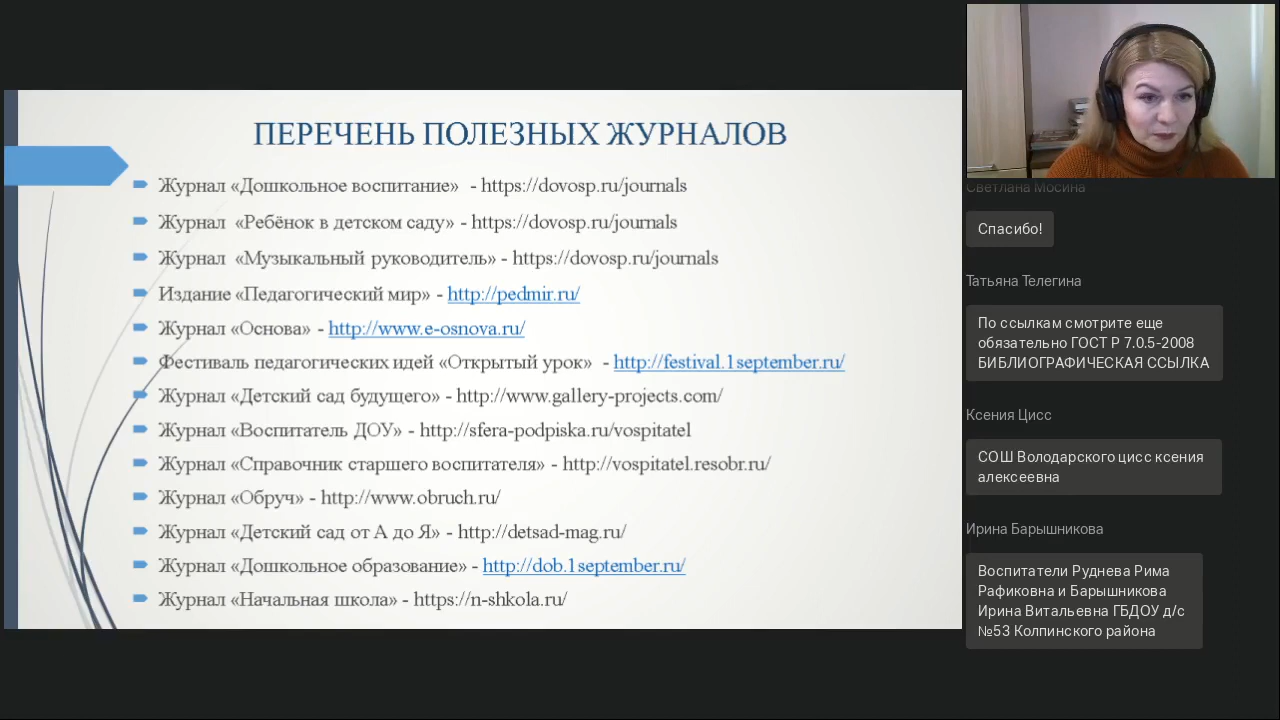 ПЕРЕЧЕНЬ ПОЛЕЗНЫХ ЖУРНАЛОВ
Журнал «Дошкольное воспитание» - https://dovosp.ru/journals
Журнал «Ребёнок в детском саду» - https://dovosp.ru/journals
Журнал «Музыкальный руководитель» - https://dovosp.ru/journals
Издание «Педагогический мир» - http://pedmir.ru/
Журнал «Основа» - http://www.e-osnova.ru/
Фестиваль педагогических идей «Открытый урок» - http://festival.1september.ru/
Журнал «Детский сад будущего» - http://www.gallery-projects.com/
Журнал «Воспитатель ДОУ» - http://sfera-podpiska.ru/vospitatel
Журнал «Справочник старшего воспитателя» - http://vospitatel.resobr.ru/
Журнал «Обруч» - http://www.obruch.ru/
Журнал «Детский сад от А до Я» - http://detsad-mag.ru/
Журнал «Дошкольное образование» - http://dob.1september.ru/
Журнал «Начальная школа» - https://n-shkola.ru/
Светлана Мосина
Спасибо!
Татьяна Телегина
По ссылкам смотрите еще
обязательно ГОСТ Р 7.0.5-2008
БИБЛИОГРАФИЧЕСКАЯ ССЫЛКА
Ксения Цисс
СОШ Володарского цисс ксения
алексеевна
Ирина Барышникова
Воспитатели Руднева Рима
Рафиковна и Барышникова
Ирина Витальевна ГБДОУ д/с
№53 Колпинского района